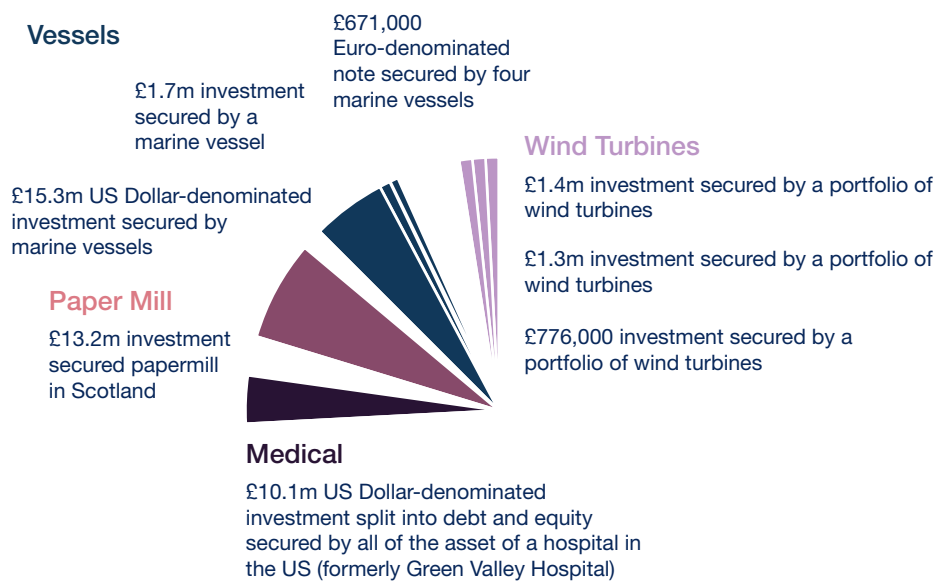 Vessels
£671,000
Euro-denominated
note secured by four
marine vessels
£1.7m investment
secured by a
marine vessel
£15.3m US Dollar-denominated
investment secured by
marine vessels
Wind Turbines
£1.4m investment secured by a portfolio of
wind turbines
£1.3m investment secured by a portfolio of
wind turbines
£776,000 investment secured by a
portfolio of wind turbines
Paper Mill
£13.2m investment
secured papermill
in Scotland
Medical
£10.1m US Dollar-denominated
investment split into debt and equity
secured by all of the asset of a hospital in
the US (formerly Green Valley Hospital)